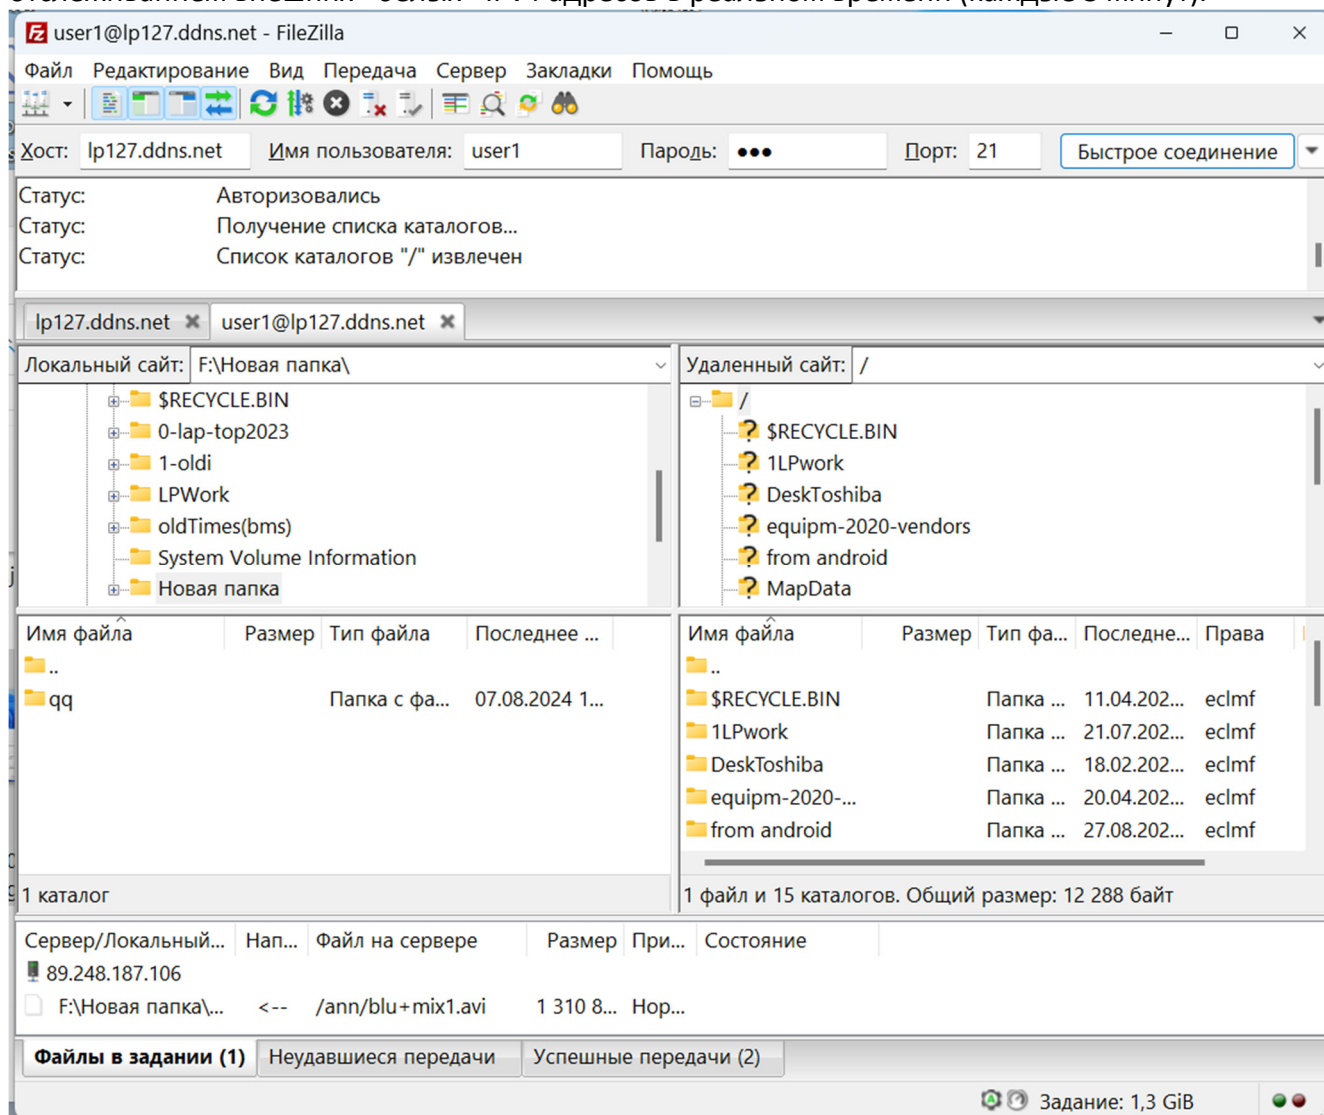 user1@lp127.ddns.net - FileZilla
Файл Редактирование Вид Передача Сервер Закладки Помощь
Хост: lp127.ddns.net Имя пользователя: user1 Пароль: ●●● Порт: 21 Быстрое соединение
Статус: Авторизовались
Статус: Получение списка каталогов...
Статус: Список каталогов "/" извлечен
lp127.ddns.net user1@lp127.ddns.net
Локальный сайт: F:\Новая папка\
$RECYCLE.BIN
0-lap-top2023
1-oldi
LPWork
oldTimes(bms)
System Volume Information
Новая папка
Удаленный сайт: /
/
$RECYCLE.BIN
1LPwork
DeskToshiba
equipm-2020-vendors
from android
MapData
Имя файла Размер Тип файла Последнее ...
..
qq Папка с фа... 07.08.2024 1...
1 каталог
Имя файла Размер Тип фа... Последне... Права
..
$RECYCLE.BIN Папка ... 11.04.202... eclmf
1LPwork Папка ... 21.07.202... eclmf
DeskToshiba Папка ... 18.02.202... eclmf
equipm-2020-... Папка ... 20.04.202... eclmf
from android Папка ... 27.08.202... eclmf
1 файл и 15 каталогов. Общий размер: 12 288 байт
Сервер/Локальный... Нап... Файл на сервере Размер При... Состояние
89.248.187.106
F:\Новая папка\... <-- /ann/blu+mix1.avi 1 310 8... Нор...
Файлы в задании (1) Неудавшиеся передачи Успешные передачи (2)
Задание: 1,3 GiB